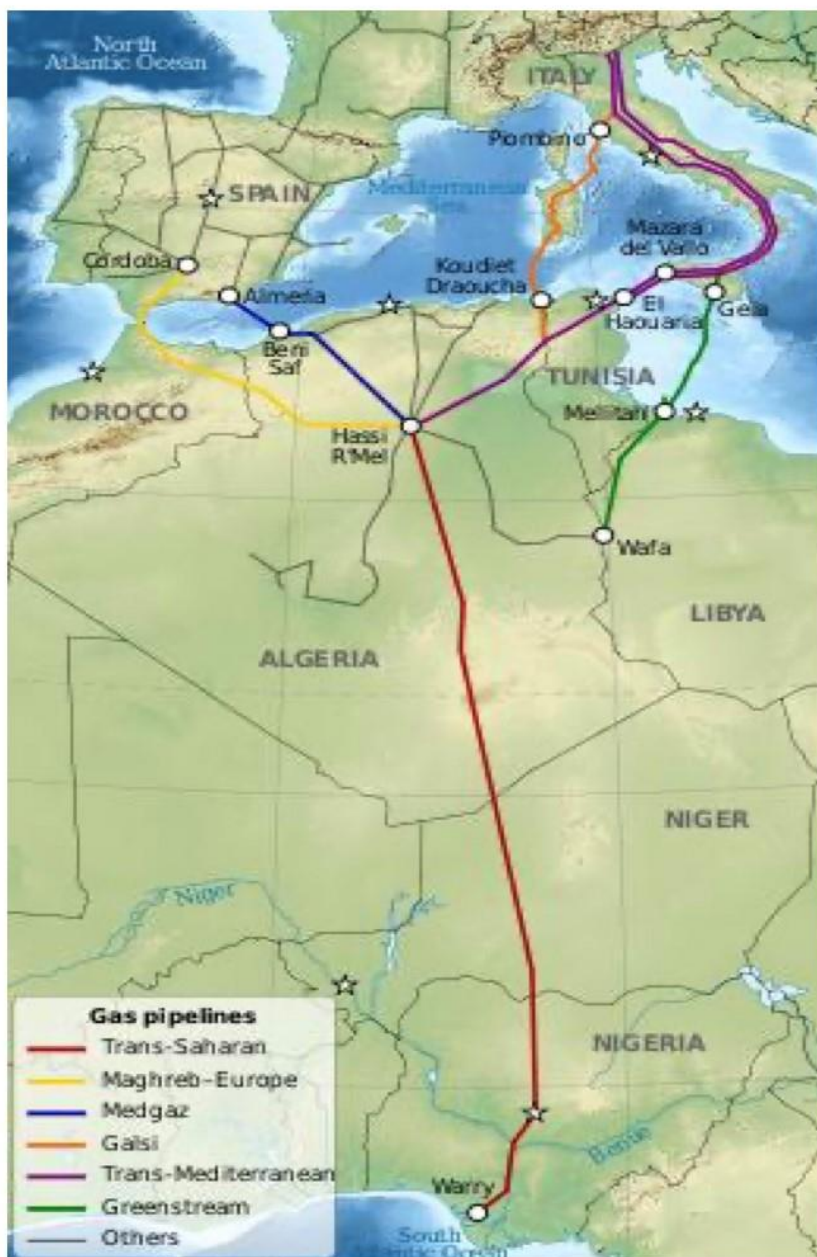 North
Atlantic Ocean
ITALY
Piombino
SPAIN
Mediterranean
Sea
Mazara
del Vallo
Cordoba
Koudiet
Draoucha
Almeria
El
Haouaria
Gela
Beni
Saf
TUNISIA
MOROCCO
Mellitah
Hassi
R'Mel
Wafa
LIBYA
ALGERIA
NIGER
Niger
Gas pipelines
Trans-Saharan
Maghreb-Europe
Medgaz
Galsi
Trans-Mediterranean
Greenstream
Others
NIGERIA
Benue
Warry
South
Atlantic Ocean